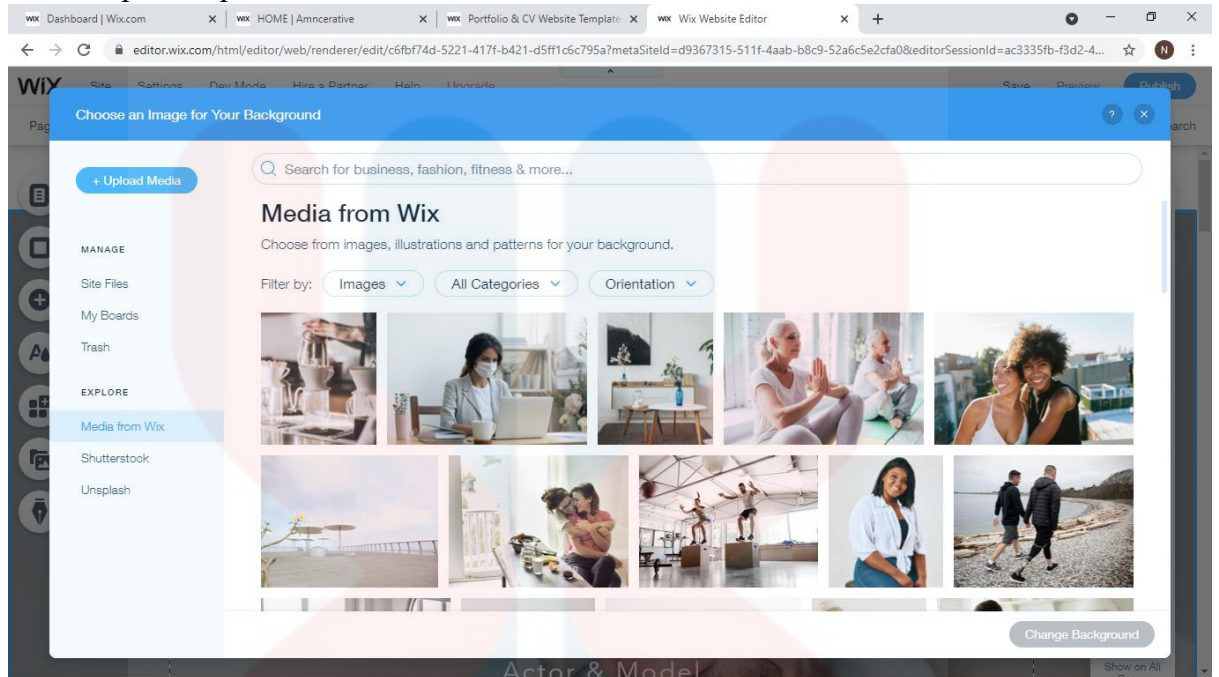 Dashboard | Wix.com
HOME | Amncerative
Portfolio & CV Website Template
Wix Website Editor
editor.wix.com/html/editor/web/renderer/edit/c6fbf74d-5221-417f-b421-d5ff1c6c795a?metaSiteId=d9367315-511f-4aab-b8c9-52a6c5e2cfa0&editorSessionId=ac3335fb-f3d2-4...
N
WiX Site Settings Dev Mode Hire a Partner Help Upgrade Save Preview Publish
Choose an Image for Your Background
?
Pag
arch
+ Upload Media
Search for business, fashion, fitness & more...
Media from Wix
Choose from images, illustrations and patterns for your background.
Filter by: Images All Categories Orientation
MANAGE
Site Files
My Boards
Trash
EXPLORE
Media from Wix
Shutterstock
Unsplash
Change Background
Actor & Model
Show on All